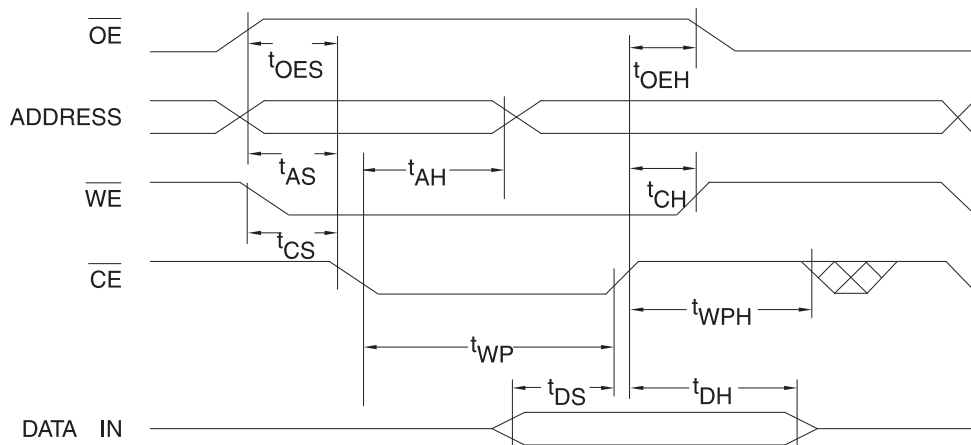 OE
tOES
tOEH
ADDRESS
tAS
tAH
WE
tCH
tCS
CE
tWPH
tWP
tDS
tDH
DATA IN